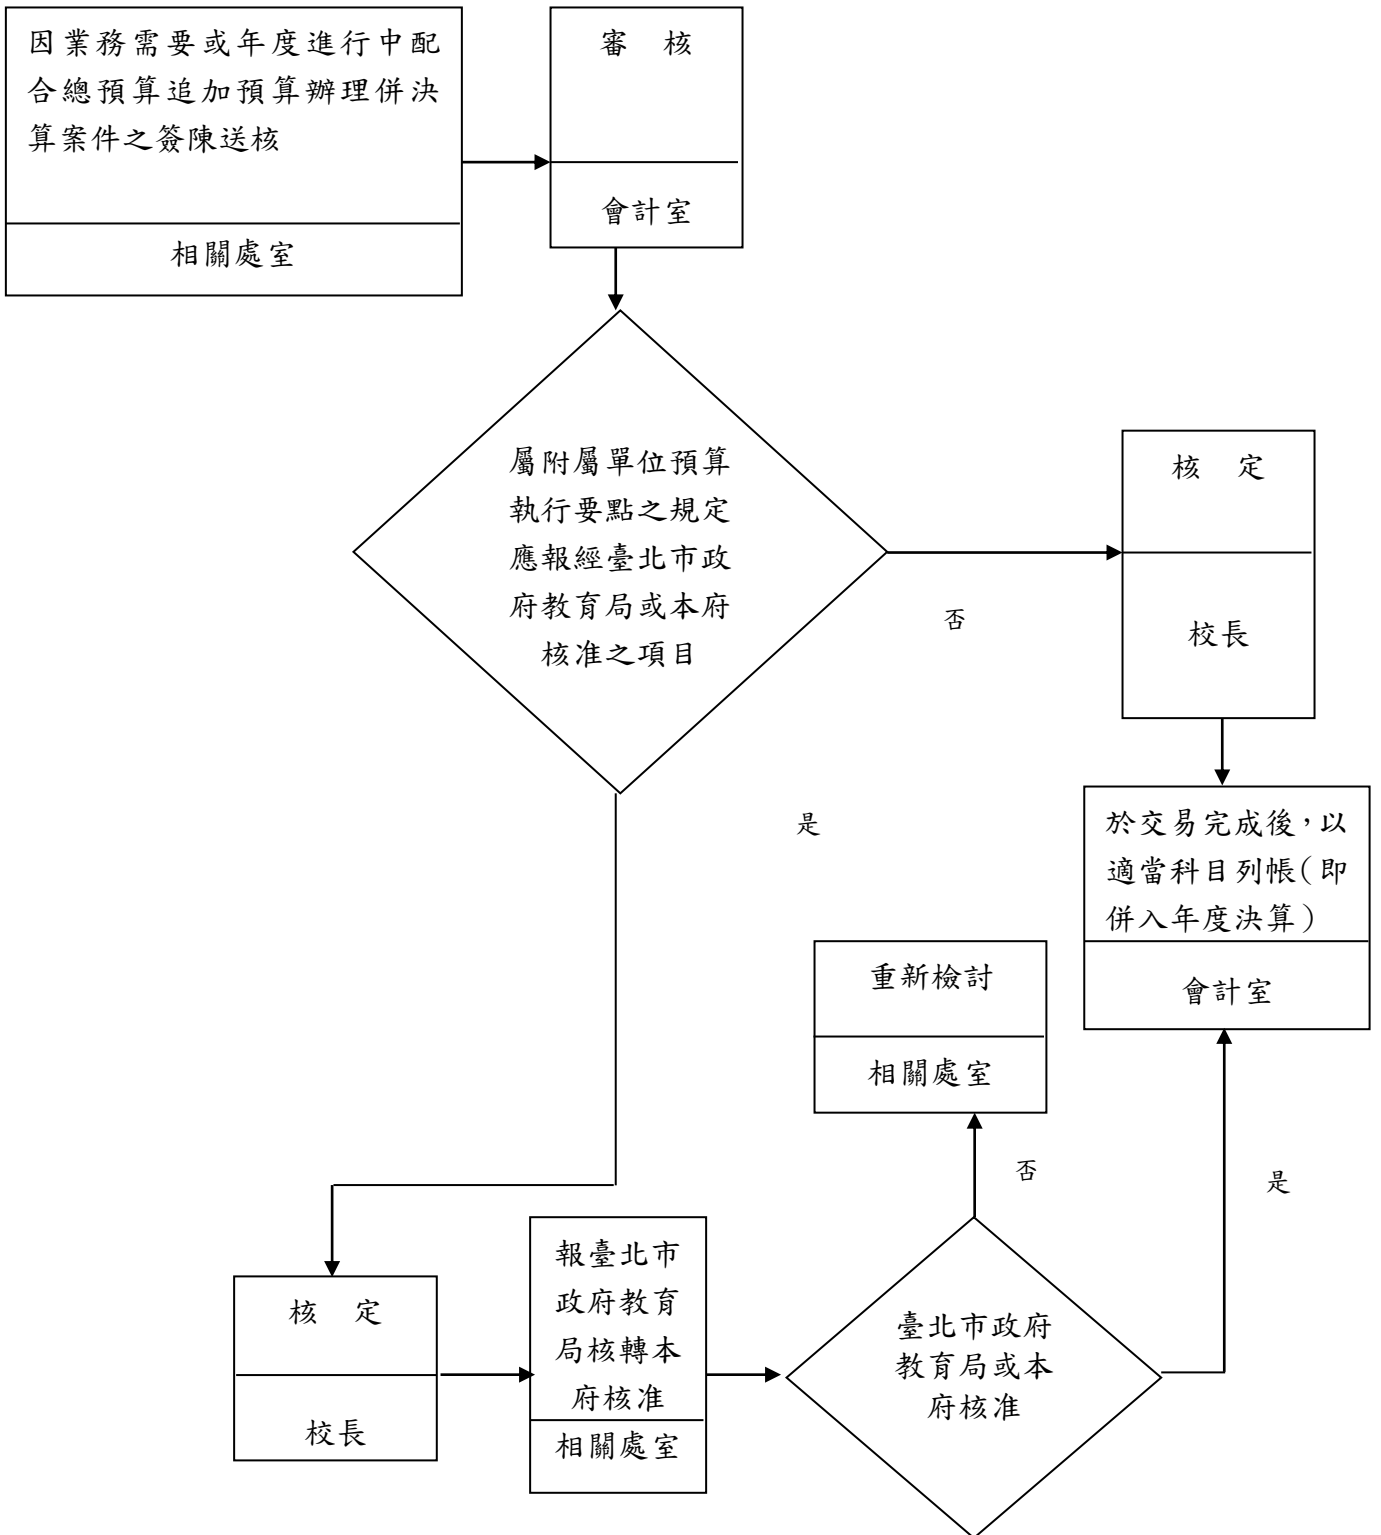 因業務需要或年度進行中配
合總預算追加預算辦理併決
算案件之簽陳送核
相關處室
審　核
會計室
屬附屬單位預算
執行要點之規定
應報經臺北市政
府教育局或本府
核准之項目
否
核　定
校長
是
於交易完成後，以
適當科目列帳（即
併入年度決算）
會計室
重新檢討
相關處室
否
是
核　定
校長
報臺北市
政府教育
局核轉本
府核准
相關處室
臺北市政府
教育局或本
府核准